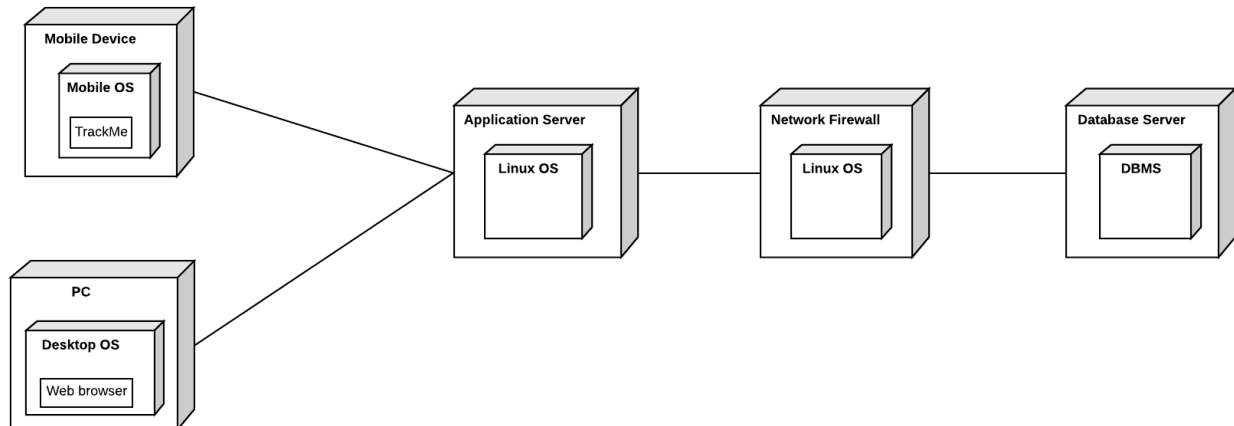 Mobile Device
Mobile OS
TrackMe
Application Server
Linux OS
Network Firewall
Linux OS
Database Server
DBMS
PC
Desktop OS
Web browser